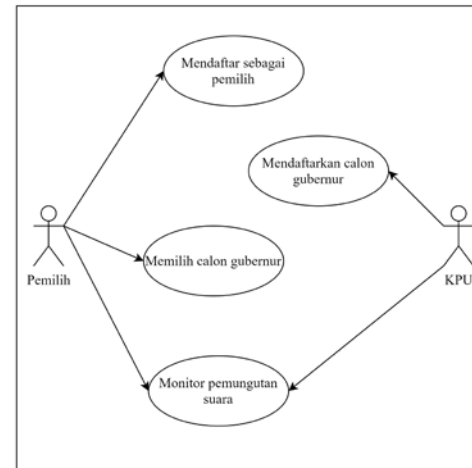 Mendaftar sebagai
pemilih
Mendaftarkan calon
gubernur
Pemilih
Memilih calon gubernur
KPU
Monitor pemungutan
suara